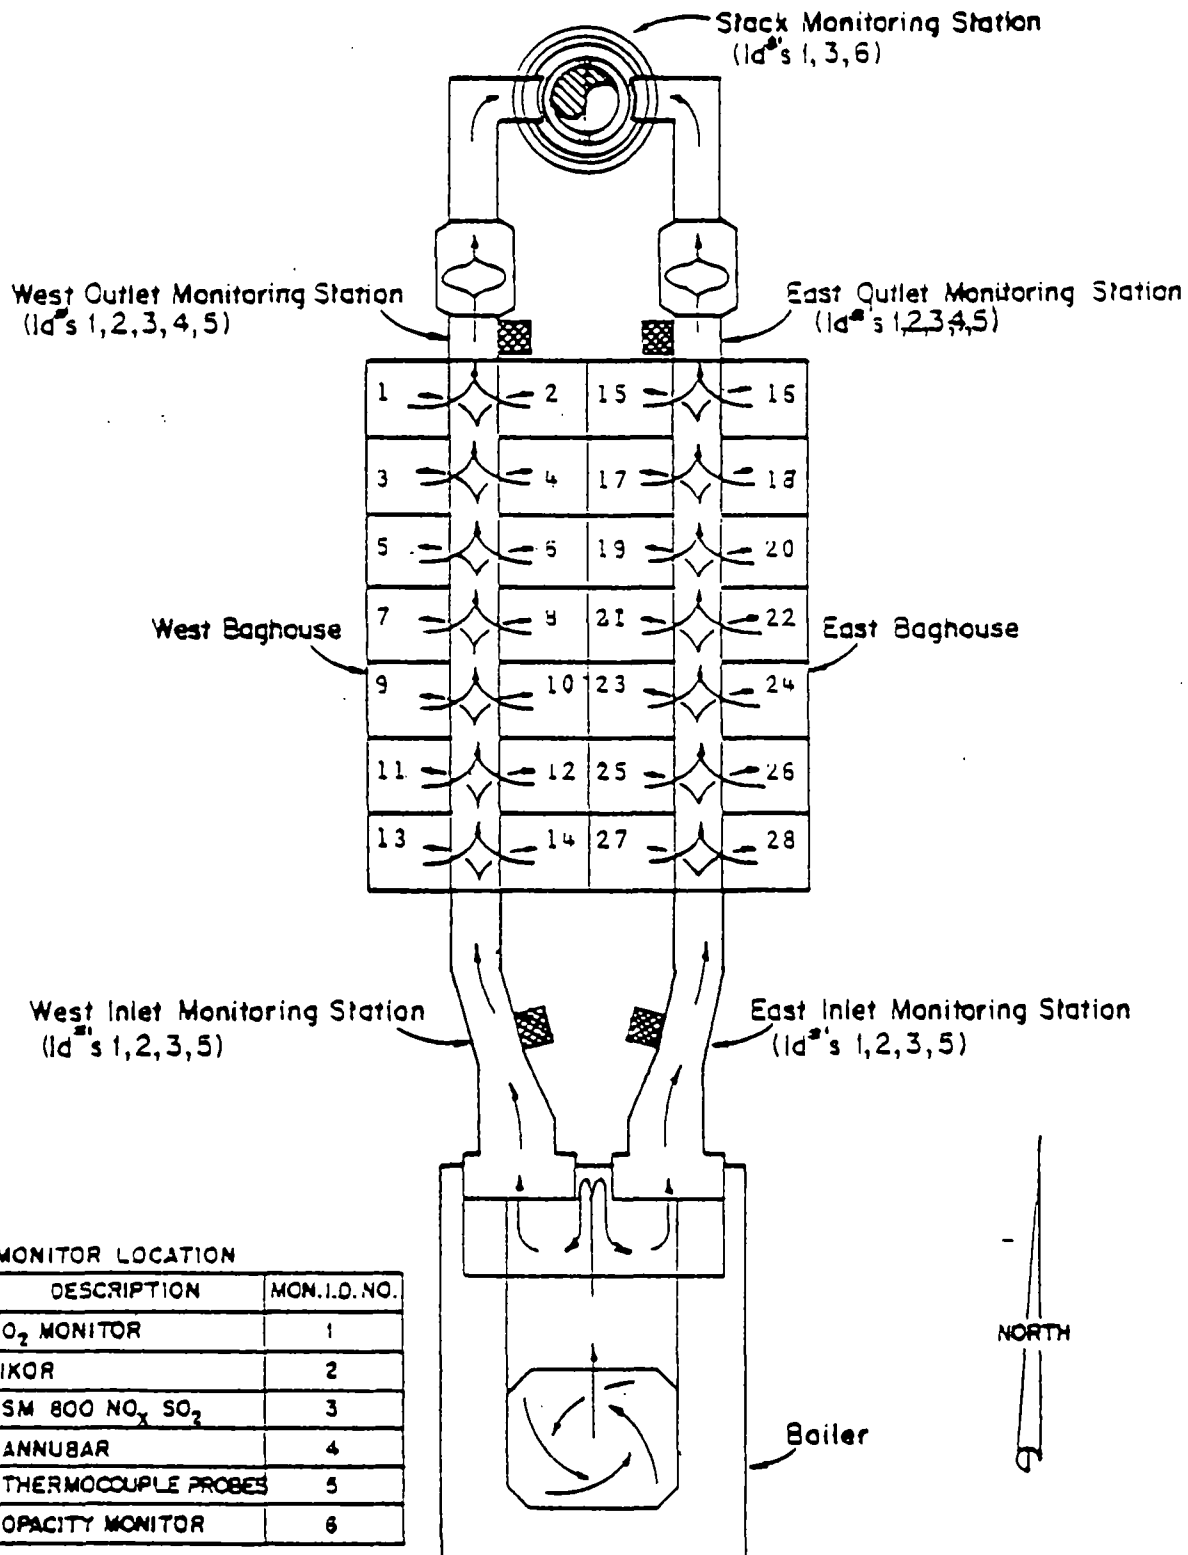 Stack Monitoring Station
(Id#'s 1, 3, 6)
West Outlet Monitoring Station
(Id#'s 1, 2, 3, 4, 5)
East Outlet Monitoring Station
(Id#'s 1,2,3,4,5)
1 2 15 16
3 4 17 18
5 6 19 20
7 8 21 22
9 10 23 24
11 12 25 26
13 14 27 28
West Baghouse
East Baghouse
West Inlet Monitoring Station
(Id#'s 1, 2, 3, 5)
East Inlet Monitoring Station
(Id#'s 1, 2, 3, 5)
MONITOR LOCATION
DESCRIPTION MON.I.D. NO.
O2 MONITOR 1
IKOR 2
SM 800 NOX SO2 3
ANNUBAR 4
THERMOCOUPLE PROBES 5
OPACITY MONITOR 6
NORTH
Boiler